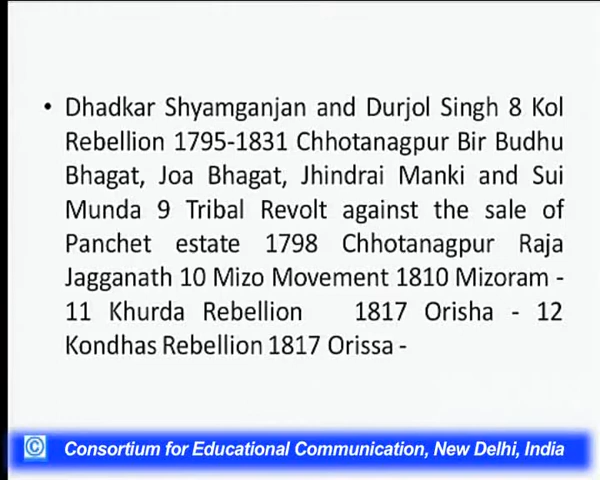 • Dhadkar Shyamganjan and Durjol Singh 8 Kol
Rebellion 1795-1831 Chhotanagpur Bir Budhu
Bhagat, Joa Bhagat, Jhindrai Manki and Sui
Munda 9 Tribal Revolt against the sale of
Panchet estate 1798 Chhotanagpur Raja
Jagganath 10 Mizo Movement 1810 Mizoram -
11 Khurda Rebellion 1817 Orisha - 12
Kondhas Rebellion 1817 Orissa -
© Consortium for Educational Communication, New Delhi, India